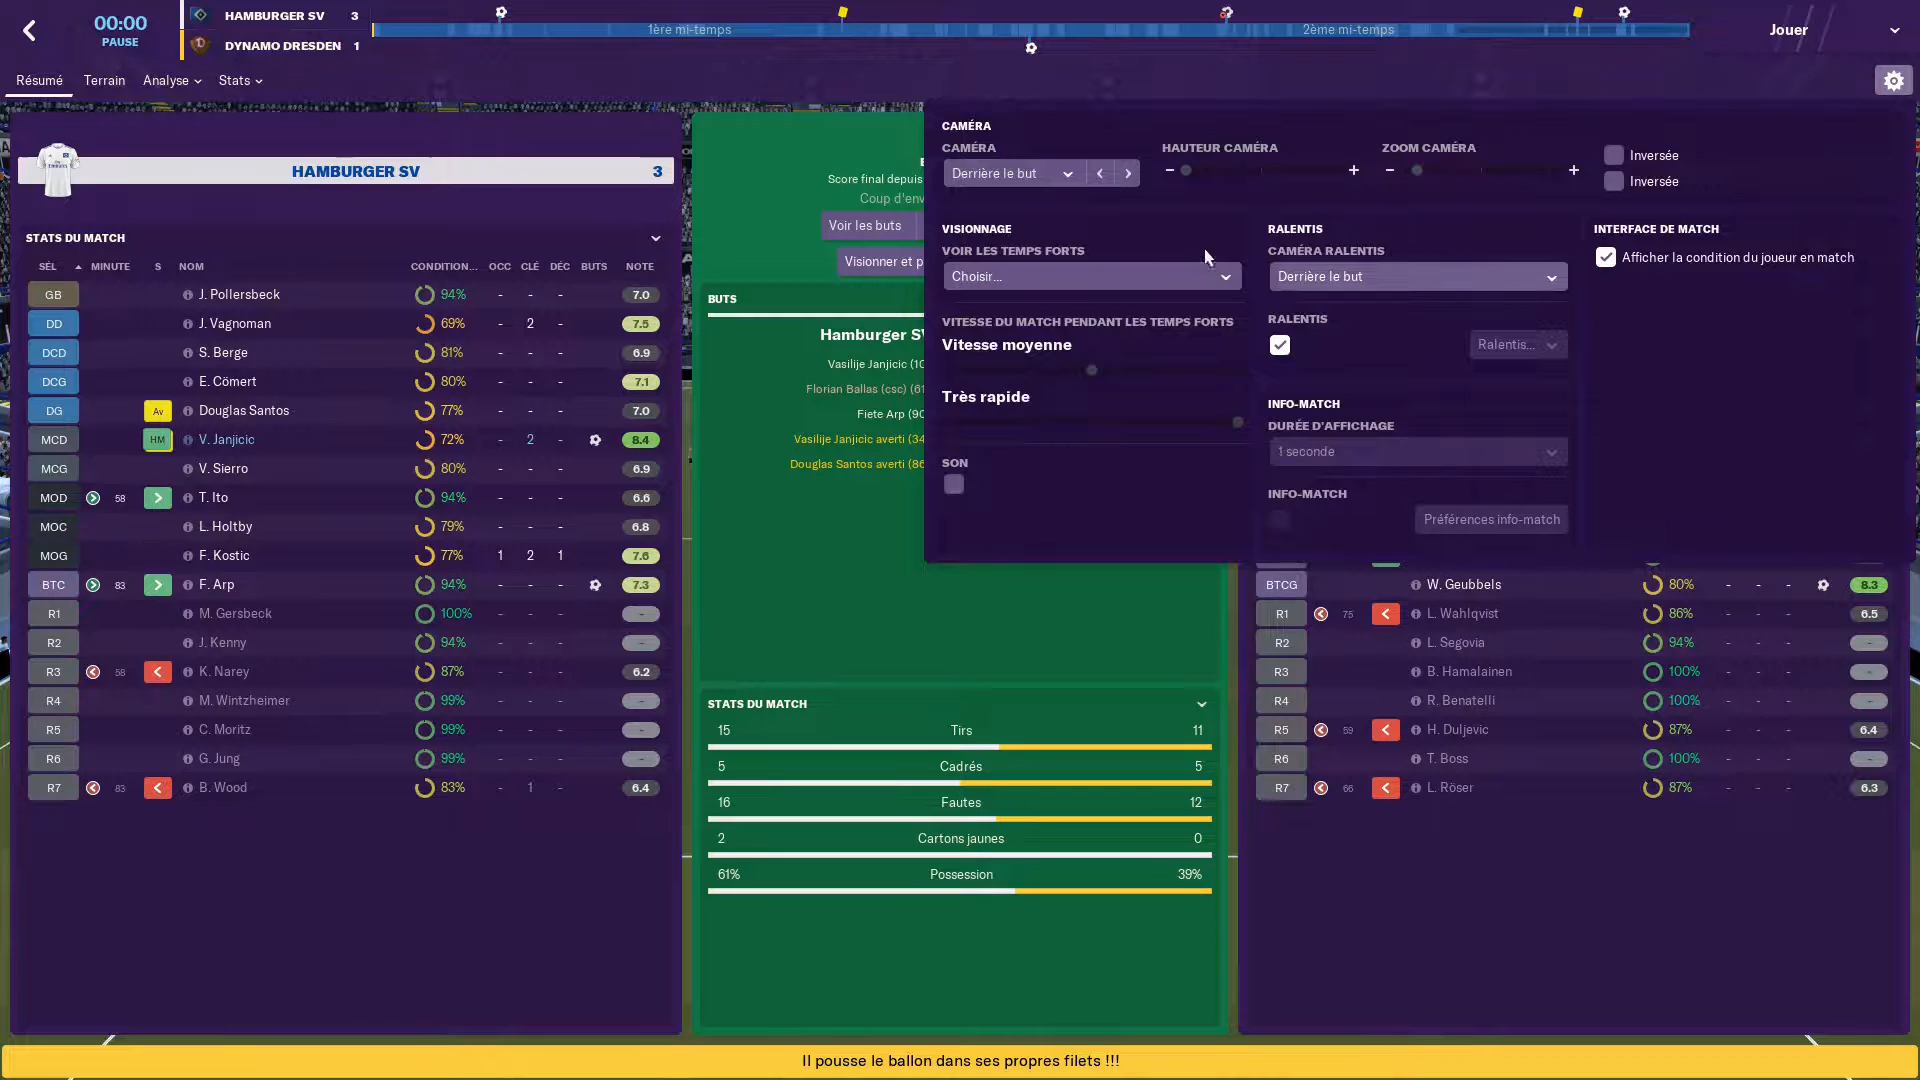 00:00
PAUSE
HAMBURGER SV 3
DYNAMO DRESDEN 1
1ère mi-temps
2ème mi-temps
Jouer
Résumé Terrain Analyse Stats
HAMBURGER SV 3
STATS DU MATCH
SÉL MINUTE S NOM CONDITION... OCC CLÉ DÉC BUTS NOTE
GB J. Pollersbeck 94% - - - 7.0
DD J. Vagnoman 69% - 2 - 7.5
DCD S. Berge 81% - - - 6.9
DCG E. Cömert 80% - - - 7.1
DG Av Douglas Santos 77% - - - 7.0
MCD HM V. Janjicic 72% - 2 - 8.4
MCG V. Sierro 80% - - - 6.9
MOD 58 T. Ito 94% - - - 6.6
MOC L. Holtby 79% - - - 6.8
MOG F. Kostic 77% 1 2 1 7.6
BTC 83 F. Arp 94% - - - 7.3
R1 M. Gersbeck 100% - - - -
R2 J. Kenny 94% - - - -
R3 58 K. Narey 87% - - - 6.2
R4 M. Wintzheimer 99% - - - -
R5 C. Moritz 99% - - - -
R6 G. Jung 99% - - - -
R7 83 B. Wood 83% - 1 - 6.4
Score final depuis
Coup d'env
Voir les buts
Visionner et p
BUTS
Hamburger SV
Vasilije Janjicic (10
Florian Ballas (csc) (61
Fiete Arp (90
Vasilije Janjicic averti (34
Douglas Santos averti (86
STATS DU MATCH
15 Tirs 11
5 Cadrés 5
16 Fautes 12
2 Cartons jaunes 0
61% Possession 39%
CAMÉRA
CAMÉRA
Derrière le but
HAUTEUR CAMÉRA
- +
ZOOM CAMÉRA
- +
Inversée
Inversée
VISIONNAGE
VOIR LES TEMPS FORTS
Choisir...
VITESSE DU MATCH PENDANT LES TEMPS FORTS
Vitesse moyenne
Très rapide
SON
RALENTIS
CAMÉRA RALENTIS
Derrière le but
RALENTIS
Ralentis...
INFO-MATCH
DURÉE D'AFFICHAGE
1 seconde
INFO-MATCH
Préférences info-match
INTERFACE DE MATCH
Afficher la condition du joueur en match
BTCG W. Geubbels 80% - - - 8.3
R1 75 L. Wahlqvist 86% - - - 6.5
R2 L. Segovia 94% - - - -
R3 B. Hamalainen 100% - - - -
R4 R. Benatelli 100% - - - -
R5 59 H. Duljevic 87% - - - 6.4
R6 T. Boss 100% - - - -
R7 66 L. Röser 87% - - - 6.3
Il pousse le ballon dans ses propres filets !!!